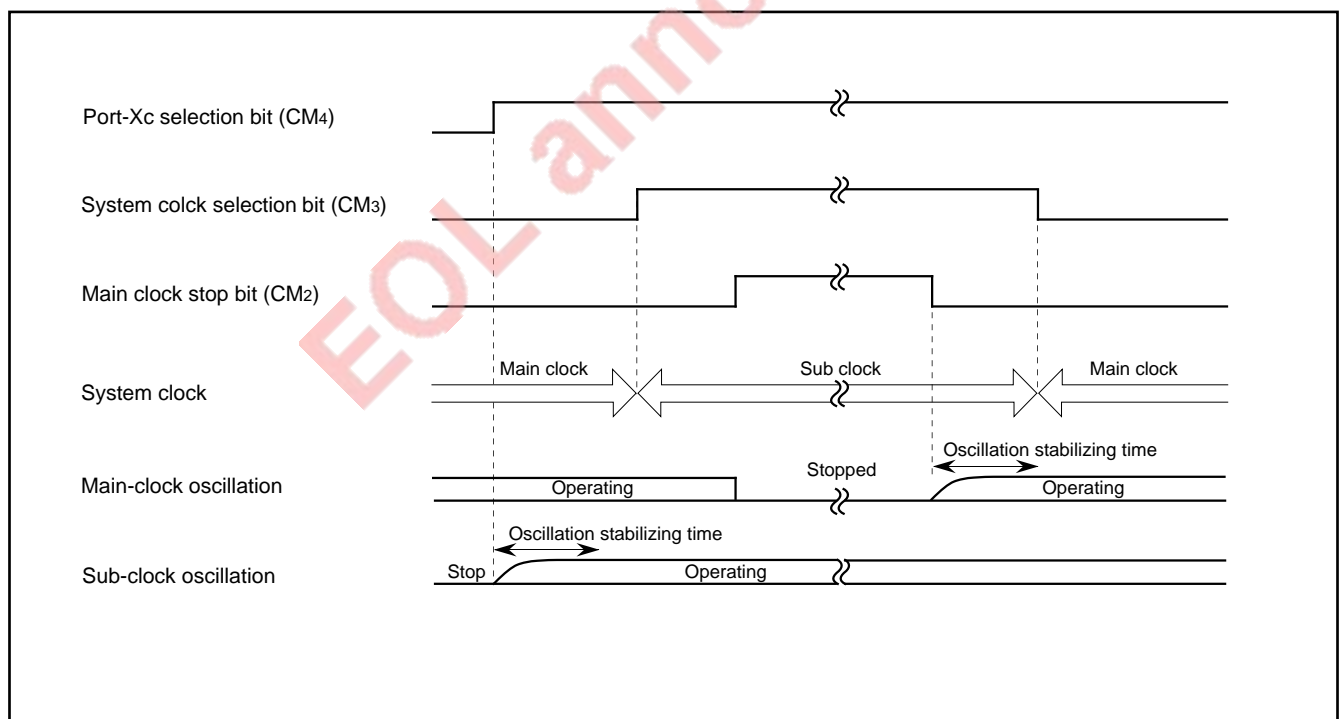 EOL anno
Port-Xc selection bit (CM4)
System colck selection bit (CM3)
Main clock stop bit (CM2)
System clock
Main clock
Sub clock
Main clock
Main-clock oscillation
Operating
Stopped
Oscillation stabilizing time
Operating
Sub-clock oscillation
Stop
Oscillation stabilizing time
Operating